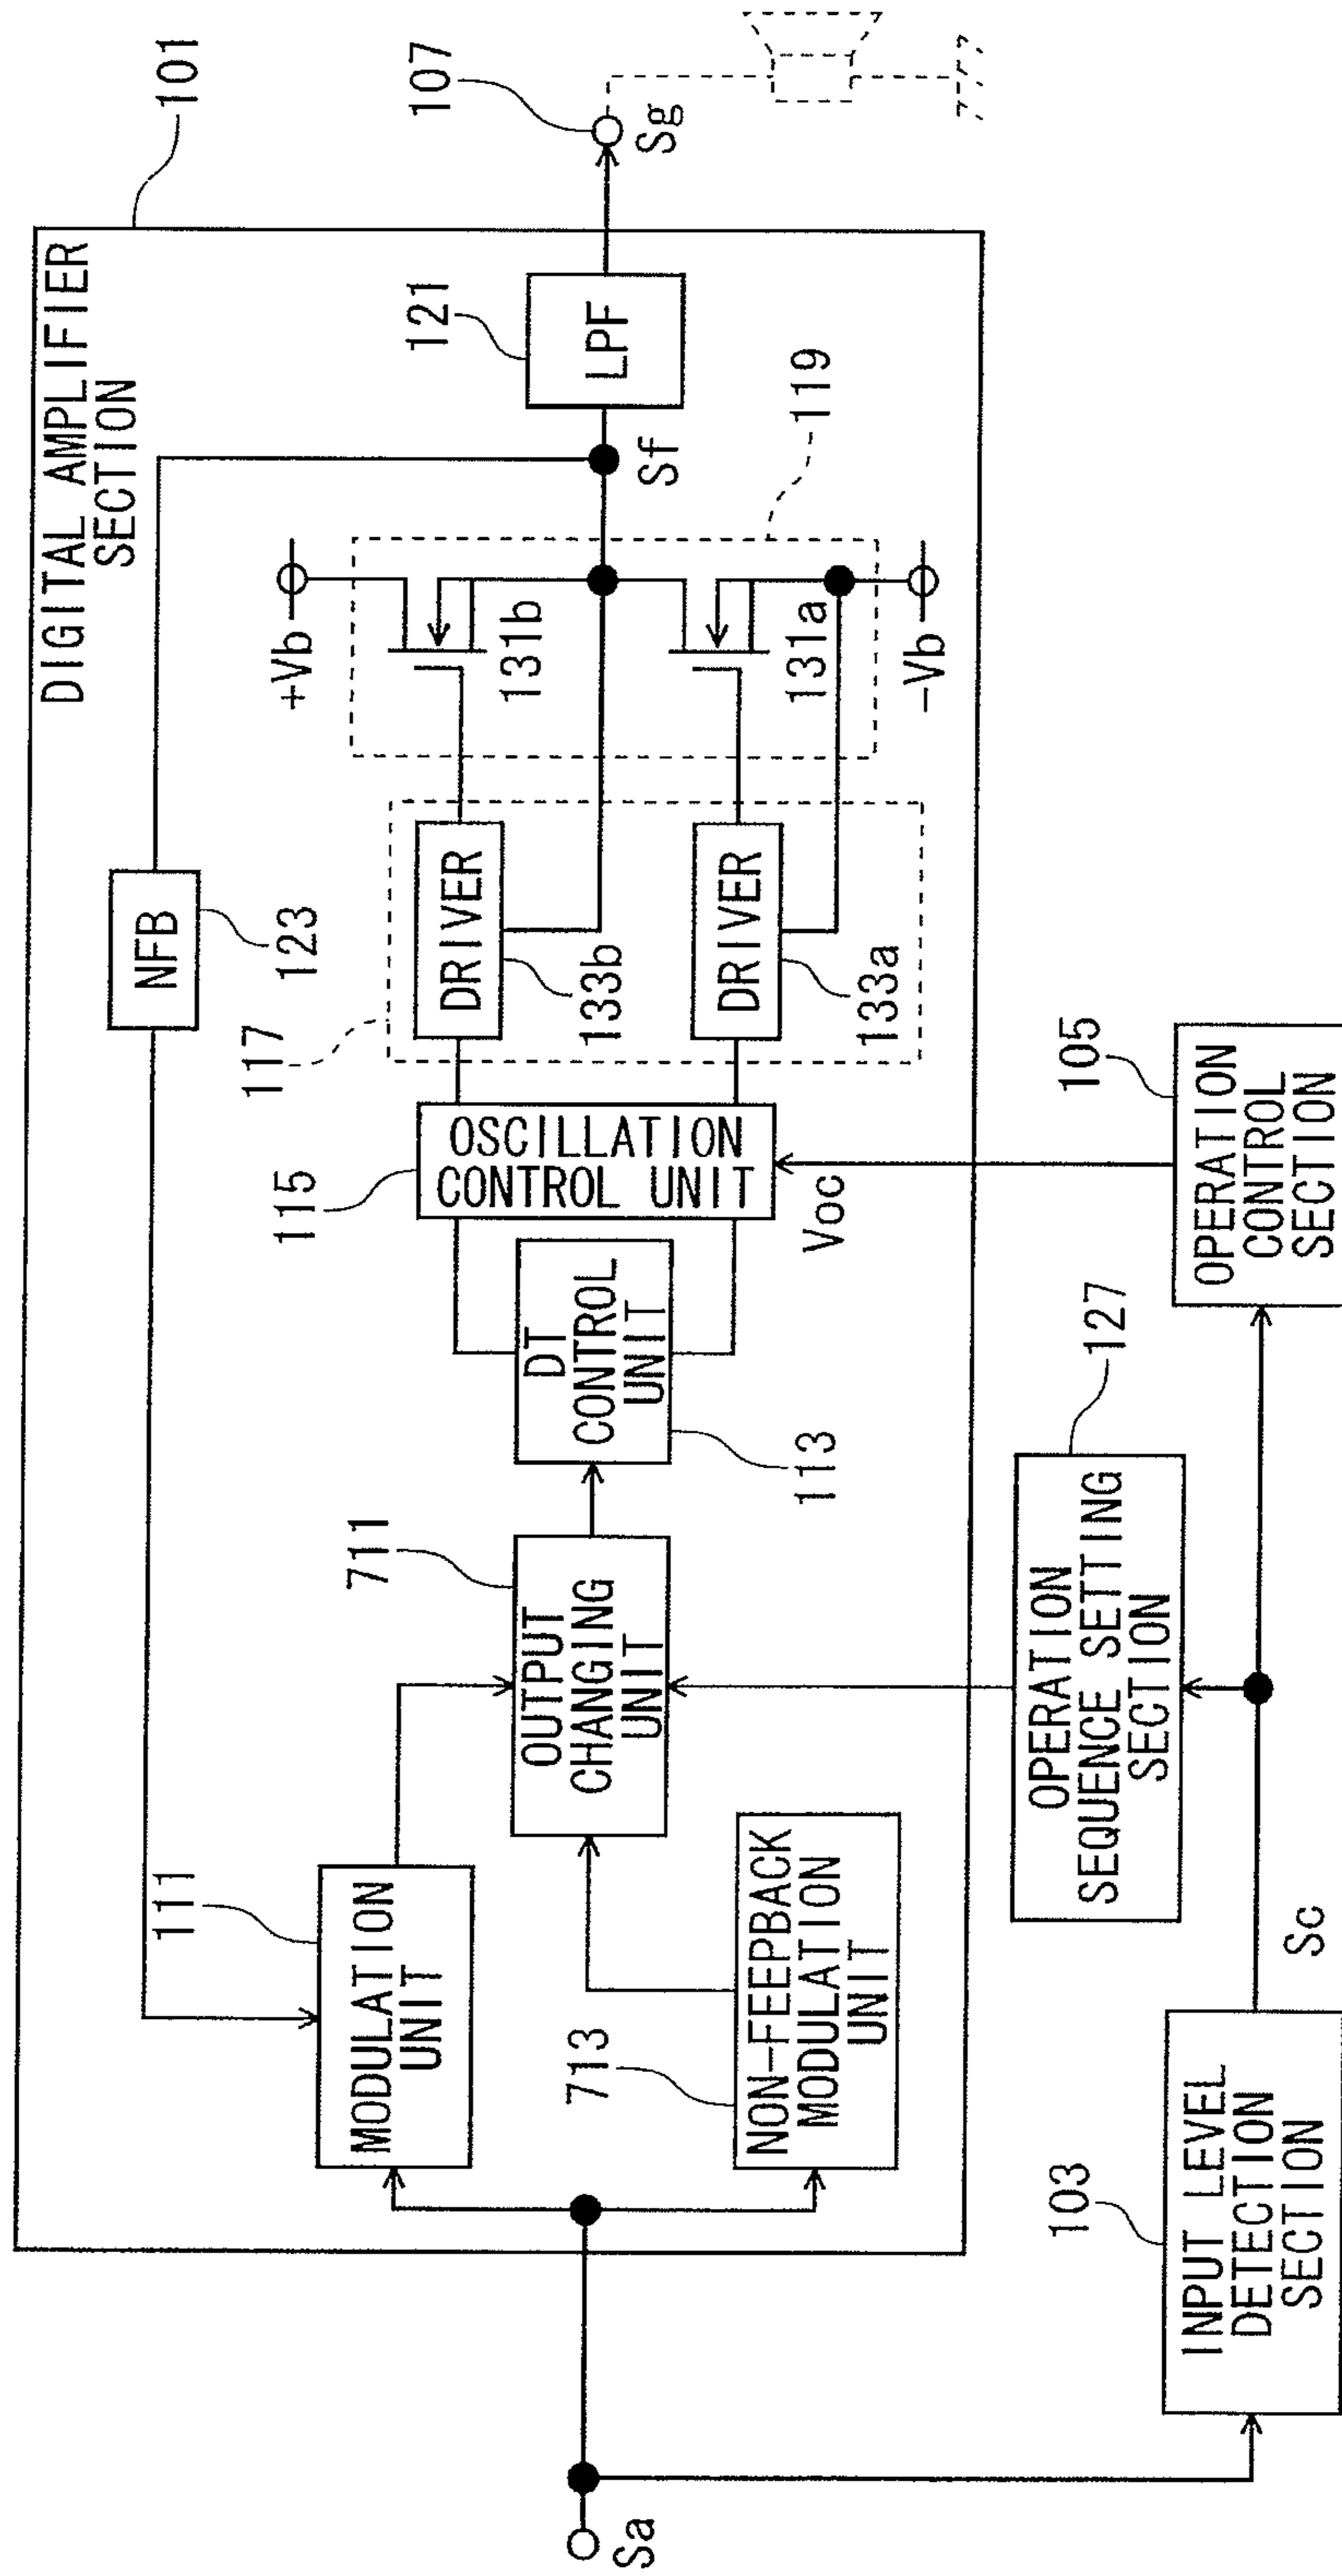 DIGITAL AMPLIFIER
SECTION
101
NFB
123
111
MODULATION
UNIT
711
OUTPUT
CHANGING
UNIT
713
NON-FEEPBACK
MODULATION
UNIT
DT
CONTROL
UNIT
113
115
OSCILLATION
CONTROL UNIT
Voc
117
DRIVER
133b
DRIVER
133a
+Vb
131b
131a
-Vb
119
Sf
121
LPF
107
Sg
Sa
103
INPUT LEVEL
DETECTION
SECTION
Sc
OPERATION
SEQUENCE SETTING
SECTION
127
105
OPERATION
CONTROL
SECTION